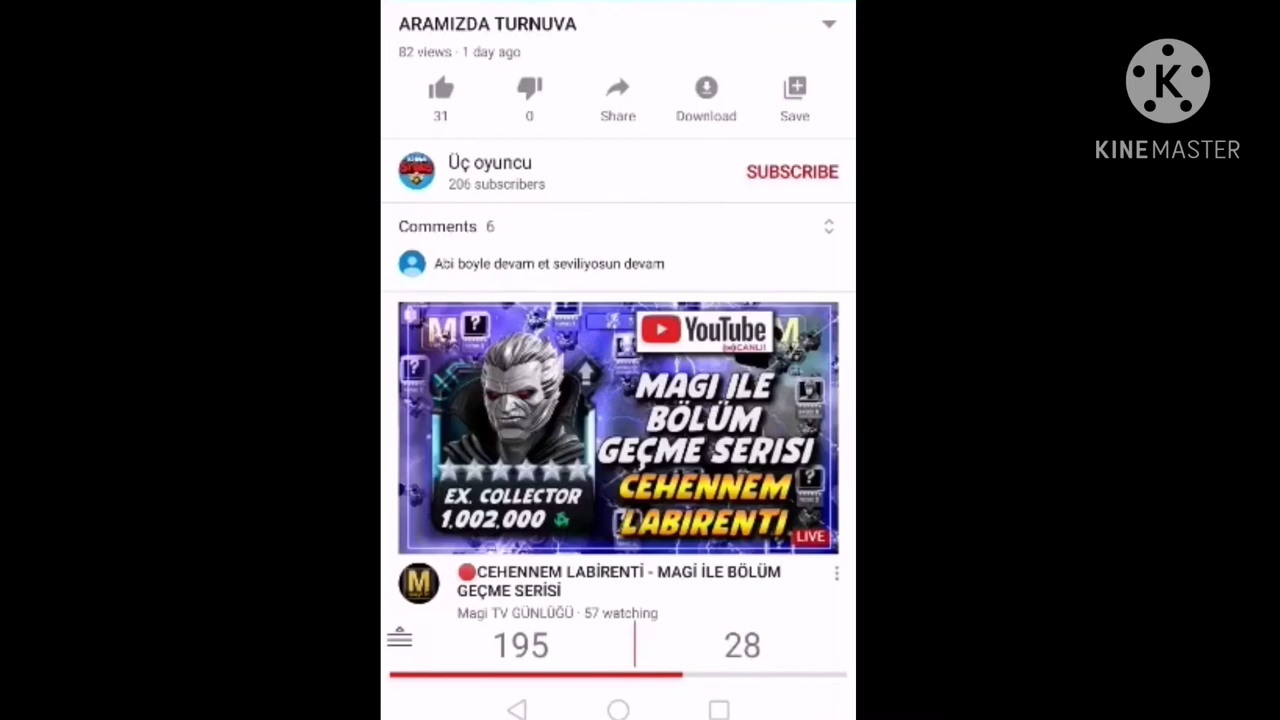 ARAMIZDA TURNUVA
82 views · 1 day ago
31
0
Share
Download
Save
Üç oyuncu
206 subscribers
SUBSCRIBE
Comments 6
Abi boyle devam et seviliyosun devam
YouTube
CANLI
MAGI ILE
BÖLÜM
GEÇME SERISI
CEHENNEM
LABIRENTI
EX. COLLECTOR
1,002,000
LIVE
M
🔴CEHENNEM LABİRENTİ - MAGİ İLE BÖLÜM
GEÇME SERİSİ
Magi TV GÜNLÜĞÜ · 57 watching
195
28
K
KINEMASTER